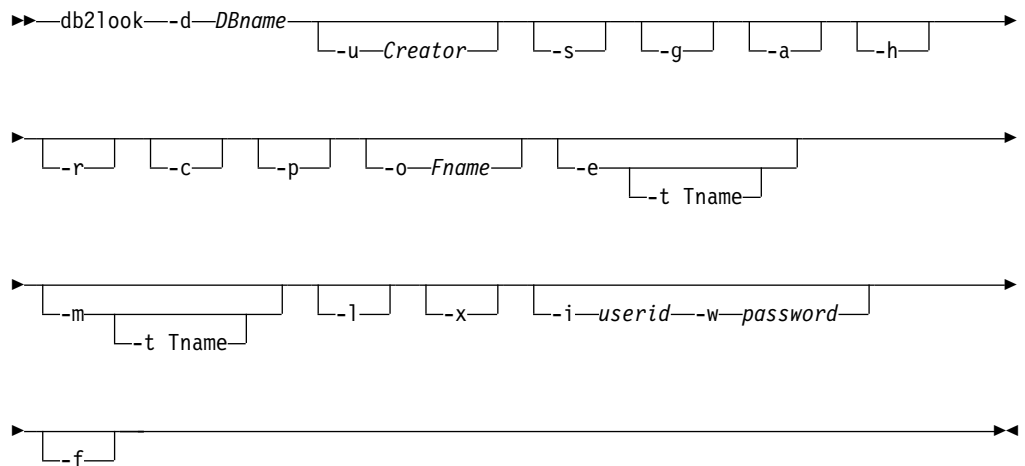 db2look -d DBname -u Creator -s -g -a -h
-r -c -p -o Fname -e -t Tname
-m -t Tname -l -x -i userid -w password
-f